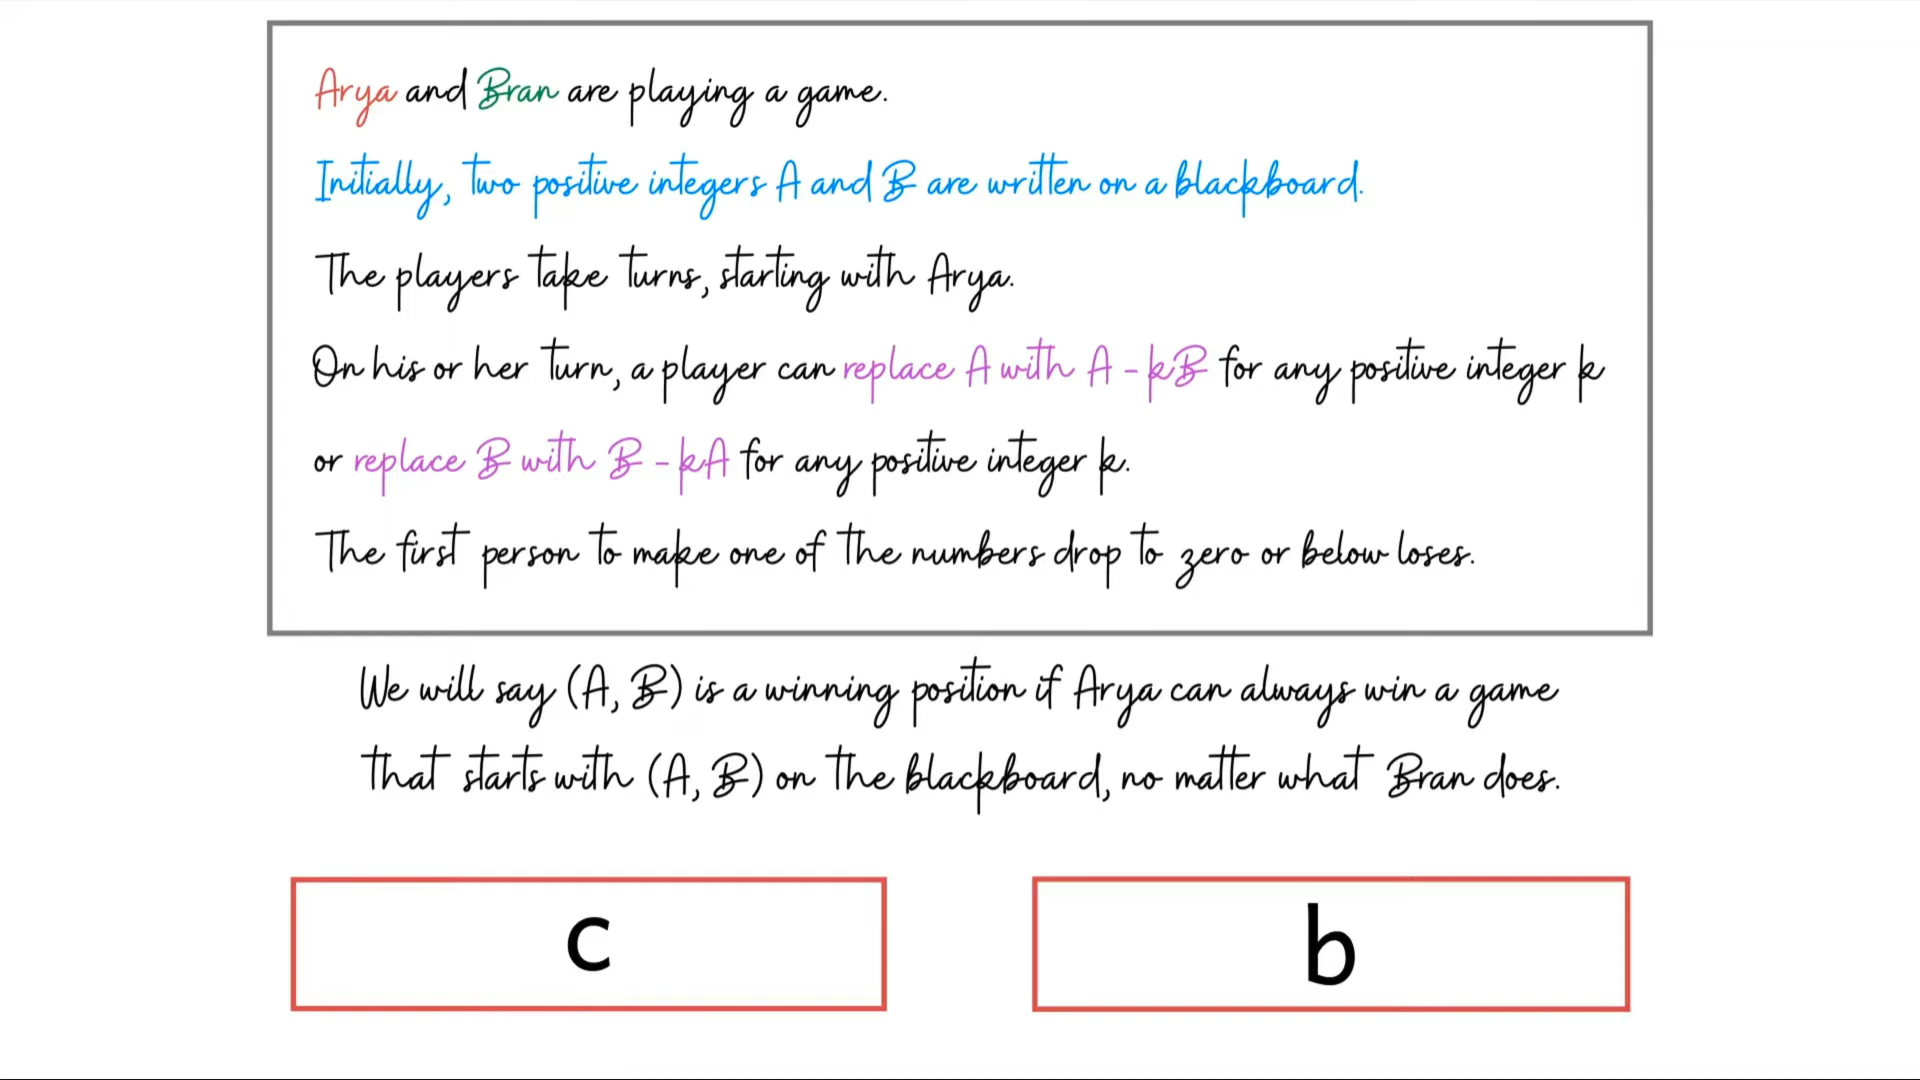 Arya and Bran are playing a game.
Initially, two positive integers A and B are written on a blackboard.
The players take turns, starting with Arya.
On his or her turn, a player can replace A with A - kB for any positive integer k
or replace B with B - kA for any positive integer k.
The first person to make one of the numbers drop to zero or below loses.
We will say (A, B) is a winning position if Arya can always win a game
that starts with (A, B) on the blackboard, no matter what Bran does.
c
b